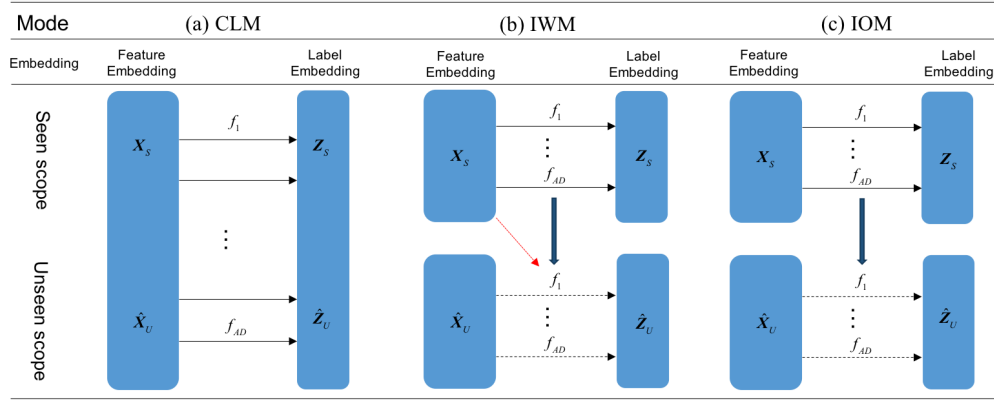 Mode (a) CLM (b) IWM (c) IOM
Embedding Feature Embedding Label Embedding Feature Embedding Label Embedding Feature Embedding Label Embedding
Seen scope
X_S f_1 Z_S
⋮
X_S f_1 ⋮ f_AD Z_S
X_S f_1 ⋮ f_AD Z_S
Unseen scope
X̂_U f_AD Ẑ_U
X̂_U f_1 ⋮ f_AD Ẑ_U
X̂_U f_1 ⋮ f_AD Ẑ_U